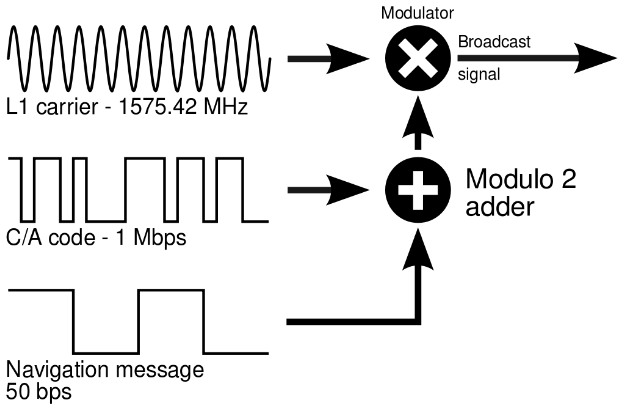 Modulator
Broadcast
signal
L1 carrier - 1575.42 MHz
Modulo 2
adder
C/A code - 1 Mbps
Navigation message
50 bps